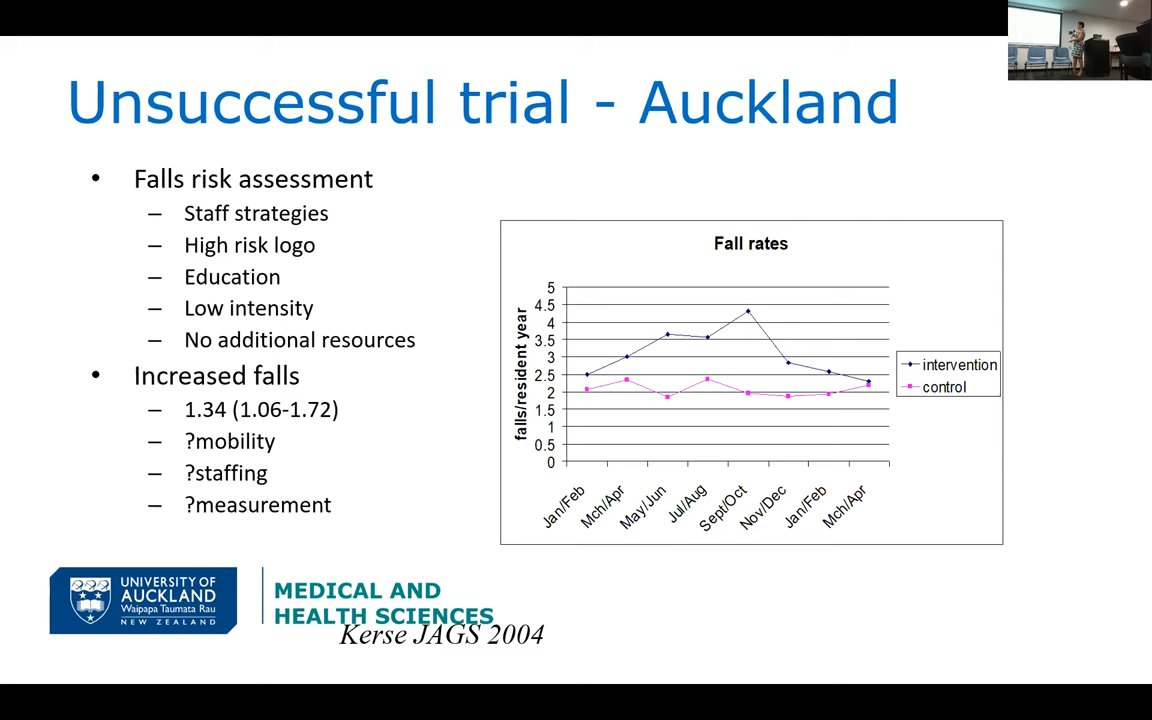 Unsuccessful trial - Auckland
• Falls risk assessment
– Staff strategies
– High risk logo
– Education
– Low intensity
– No additional resources
• Increased falls
– 1.34 (1.06-1.72)
– ?mobility
– ?staffing
– ?measurement
Fall rates
falls/resident year
5
4.5
4
3.5
3
2.5
2
1.5
1
0.5
0
Jan/Feb
Mch/Apr
May/Jun
Jul/Aug
Sept/Oct
Nov/Dec
Jan/Feb
Mch/Apr
intervention
control
UNIVERSITY OF
AUCKLAND
Waipapa Taumata Rau
NEW ZEALAND
MEDICAL AND
HEALTH SCIENCES
Kerse JAGS 2004